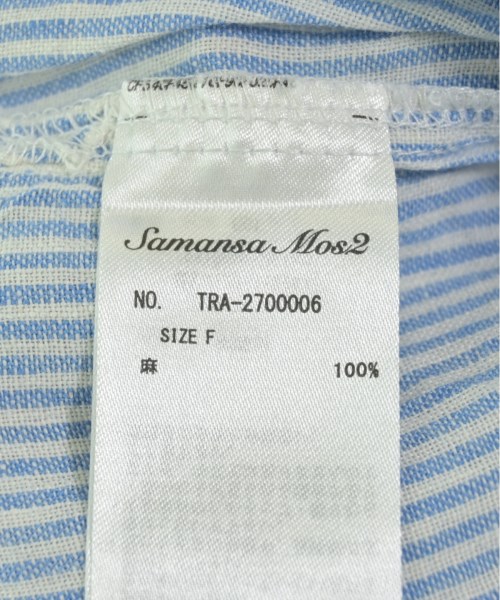 Samansa Mos2
NO. TRA-2700006
SIZE F
麻 100%